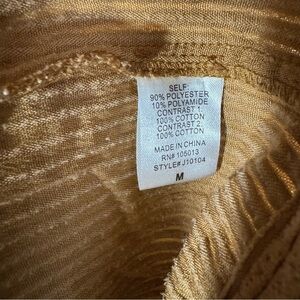 SELF:
90% POLYESTER
10% POLYAMIDE
CONTRAST 1:
100% COTTON
CONTRAST 2:
100% COTTON
MADE IN CHINA
RN# 105013
STYLE# J10104
M